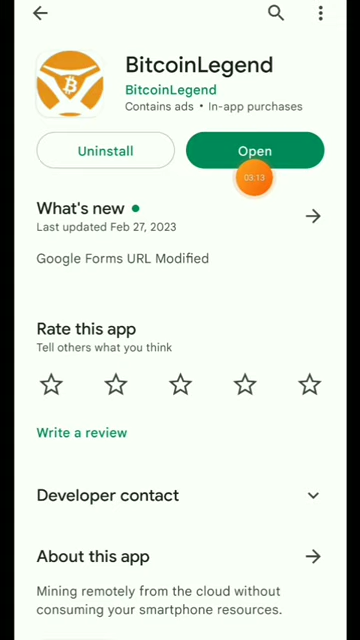 BitcoinLegend
BitcoinLegend
Contains ads • In-app purchases
Uninstall
Open
03:13
What's new
Last updated Feb 27, 2023
Google Forms URL Modified
Rate this app
Tell others what you think
Write a review
Developer contact
About this app
Mining remotely from the cloud without
consuming your smartphone resources.